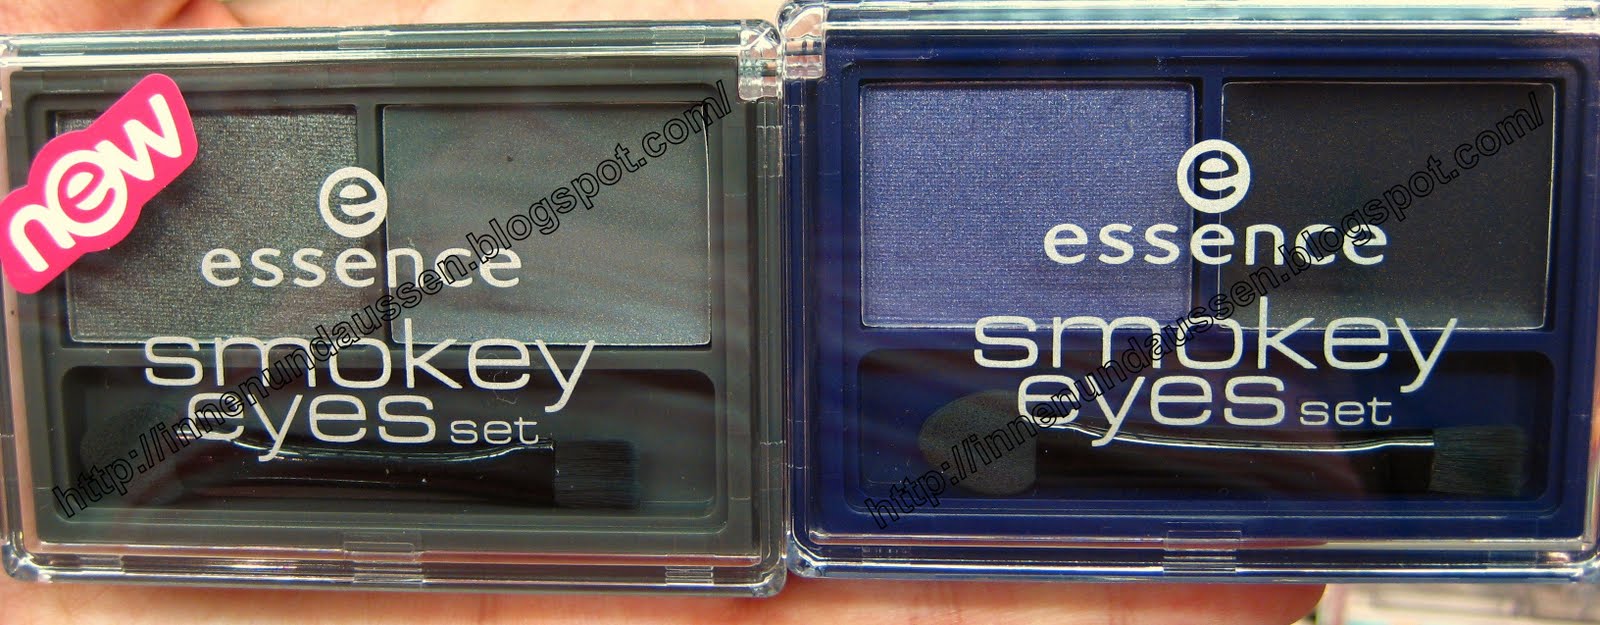 new
e
essence
smokey
eyes set
http://innenundaussen.blogspot.com/
e
essence
smokey
eyes set
http://innenundaussen.blogspot.com/